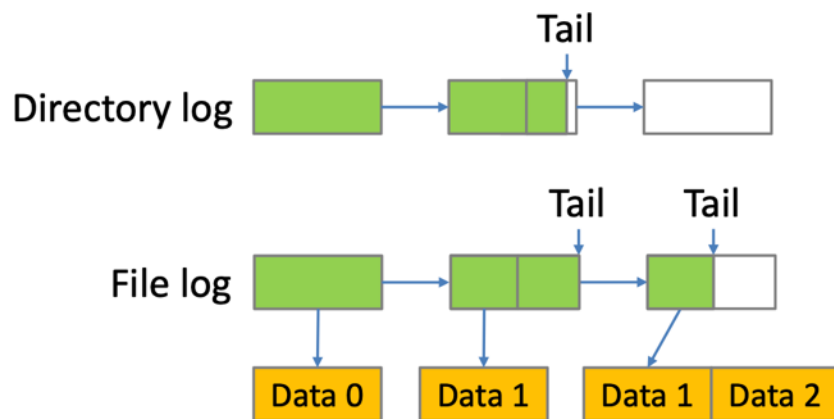 Tail
Directory log
Tail Tail
File log
Data 0 Data 1 Data 1 Data 2